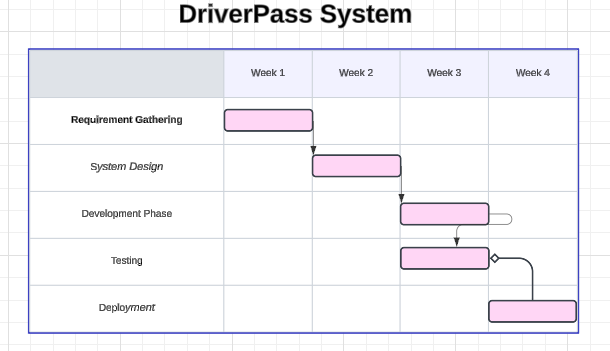 DriverPass System
Week 1
Week 2
Week 3
Week 4
Requirement Gathering
System Design
Development Phase
Testing
Deployment